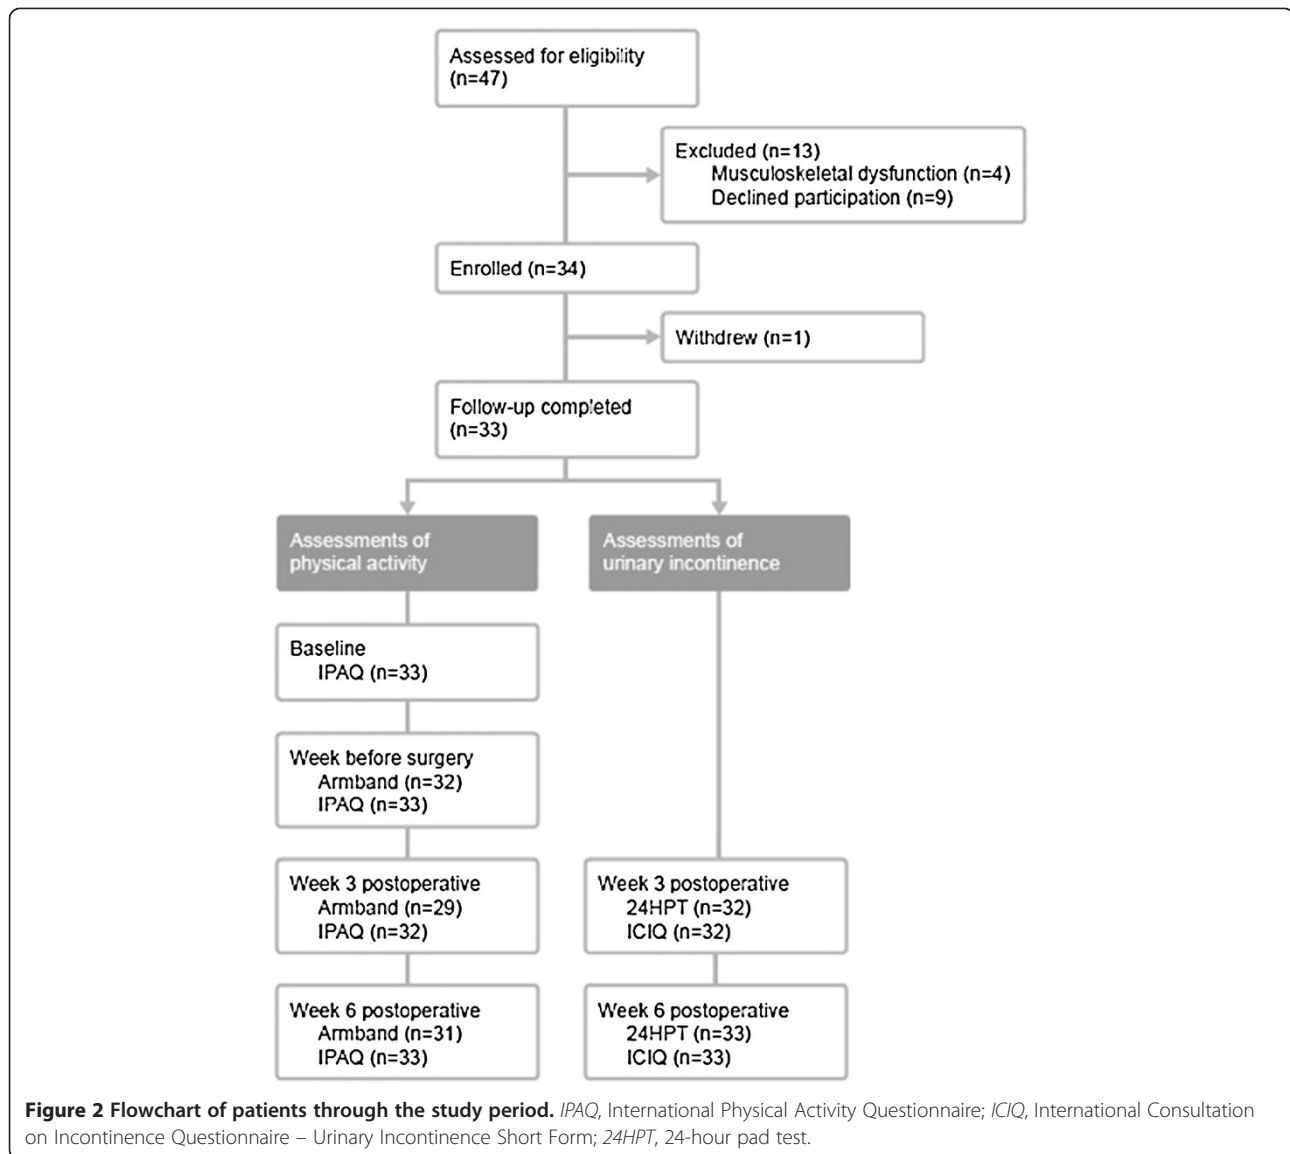 Assessed for eligibility
(n=47)
Excluded (n=13)
Musculoskeletal dysfunction (n=4)
Declined participation (n=9)
Enrolled (n=34)
Withdrew (n=1)
Follow-up completed
(n=33)
Assessments of
physical activity
Assessments of
urinary incontinence
Baseline
IPAQ (n=33)
Week before surgery
Armband (n=32)
IPAQ (n=33)
Week 3 postoperative
Armband (n=29)
IPAQ (n=32)
Week 3 postoperative
24HPT (n=32)
ICIQ (n=32)
Week 6 postoperative
Armband (n=31)
IPAQ (n=33)
Week 6 postoperative
24HPT (n=33)
ICIQ (n=33)
Figure 2 Flowchart of patients through the study period. IPAQ, International Physical Activity Questionnaire; ICIQ, International Consultation
on Incontinence Questionnaire – Urinary Incontinence Short Form; 24HPT, 24-hour pad test.